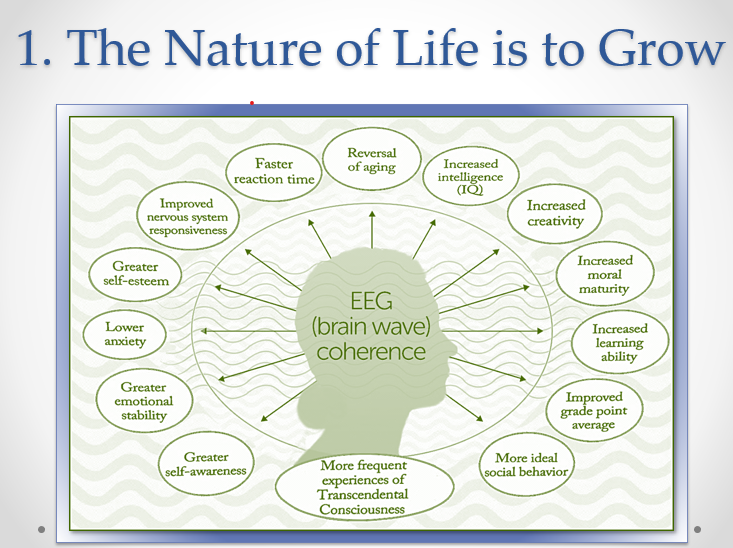 1. The Nature of Life is to Grow
Reversal
of aging
Faster
reaction time
Increased
intelligence
(IQ)
Improved
nervous system
responsiveness
Increased
creativity
Greater
self-esteem
Increased
moral
maturity
EEG
(brain wave)
coherence
Lower
anxiety
Increased
learning
ability
Greater
emotional
stability
Improved
grade point
average
Greater
self-awareness
More frequent
experiences of
Transcendental
Consciousness
More ideal
social behavior